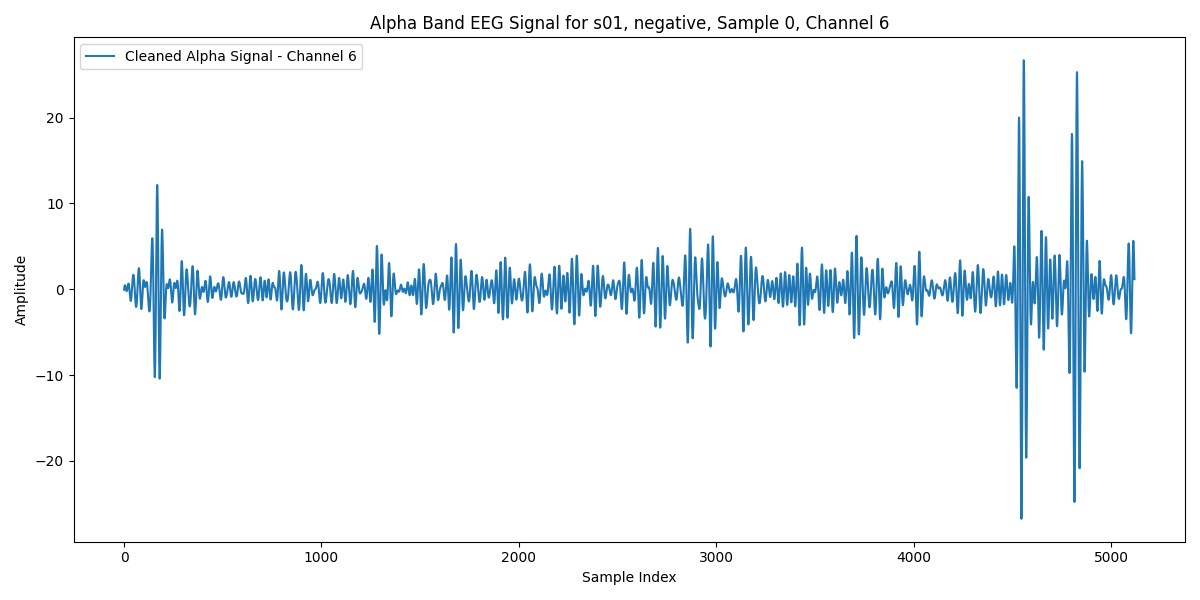 Alpha Band EEG Signal for s01, negative, Sample 0, Channel 6
Cleaned Alpha Signal - Channel 6
Amplitude
20
10
0
−10
−20
0 1000 2000 3000 4000 5000
Sample Index